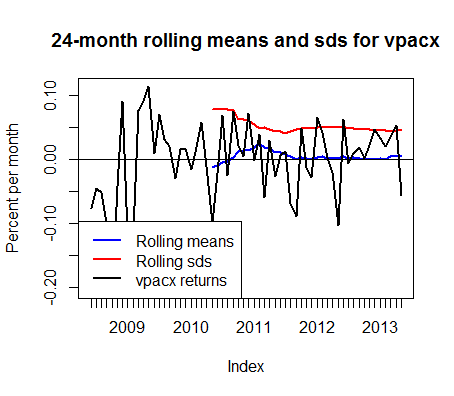 24-month rolling means and sds for vpacx
Percent per month
0.10
0.00
-0.10
-0.20
Rolling means
Rolling sds
vpacx returns
2009 2010 2011 2012 2013
Index